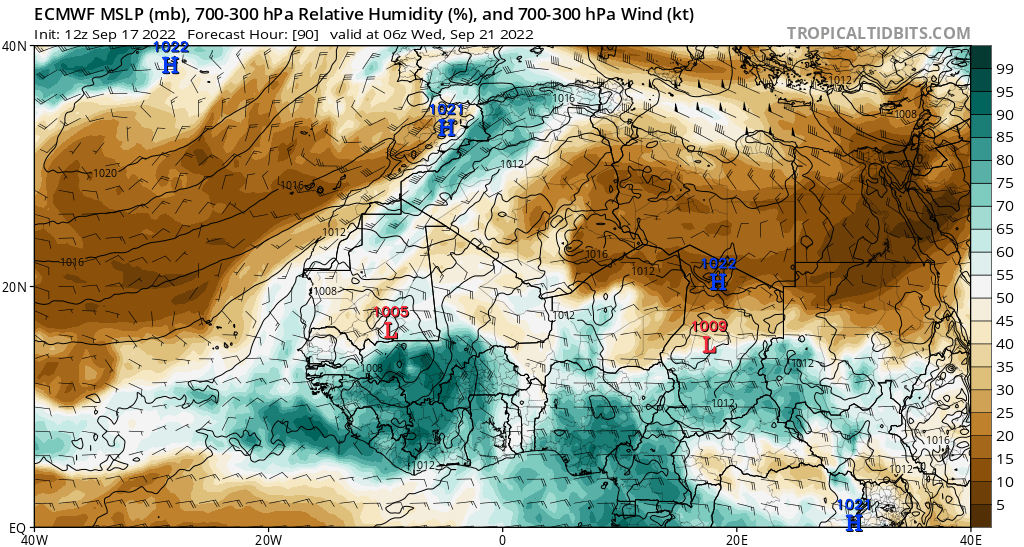 ECMWF MSLP (mb), 700-300 hPa Relative Humidity (%), and 700-300 hPa Wind (kt)
Init: 12z Sep 17 2022 Forecast Hour: [90] valid at 06z Wed, Sep 21 2022
TROPICALTIDBITS.COM
40N
20N
EQ
40W
20W
0
20E
40E
1022
H
1021
H
1005
L
1022
H
1009
L
1021
H
1020
1016
1016
1012
1008
1008
1012
1012
1016
1012
1016
1012
1012
1012
1016
1012
1012
1008
99
95
90
85
80
75
70
65
60
55
50
45
40
35
30
25
20
15
10
5